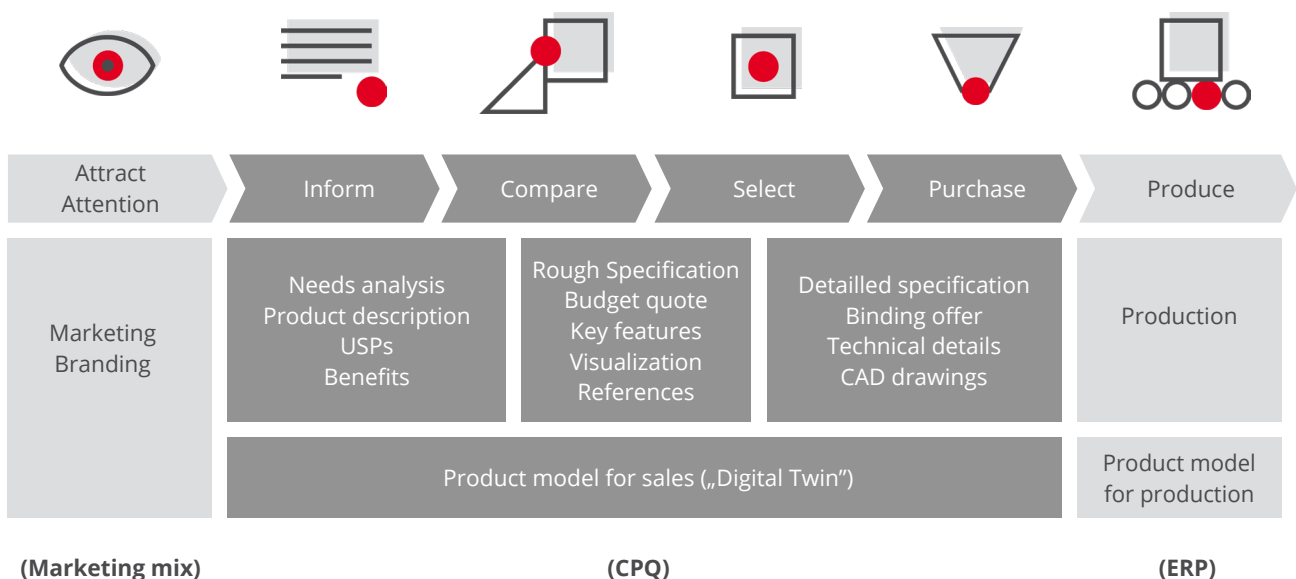 Attract
Attention
Inform
Compare
Select
Purchase
Produce
Marketing
Branding
Needs analysis
Product description
USPs
Benefits
Rough Specification
Budget quote
Key features
Visualization
References
Detailled specification
Binding offer
Technical details
CAD drawings
Production
Product model for sales („Digital Twin”)
Product model
for production
(Marketing mix)
(CPQ)
(ERP)